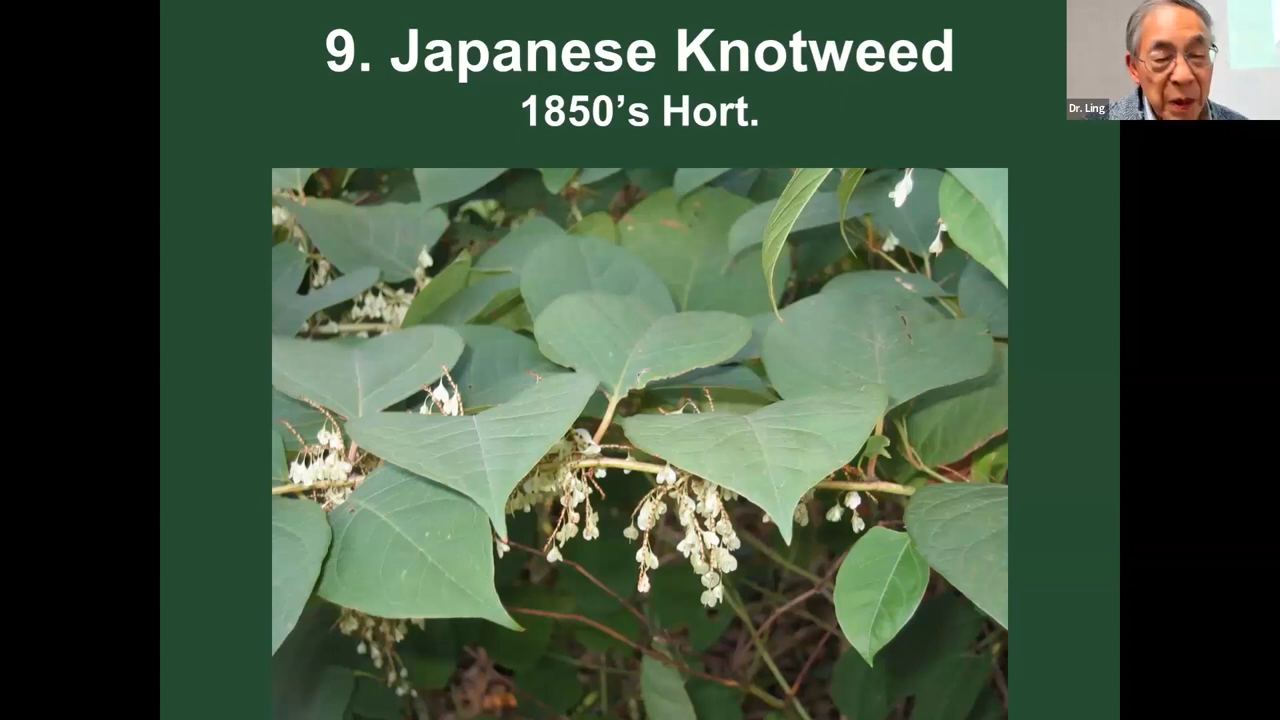 9. Japanese Knotweed
1850’s Hort.
Dr. Ling